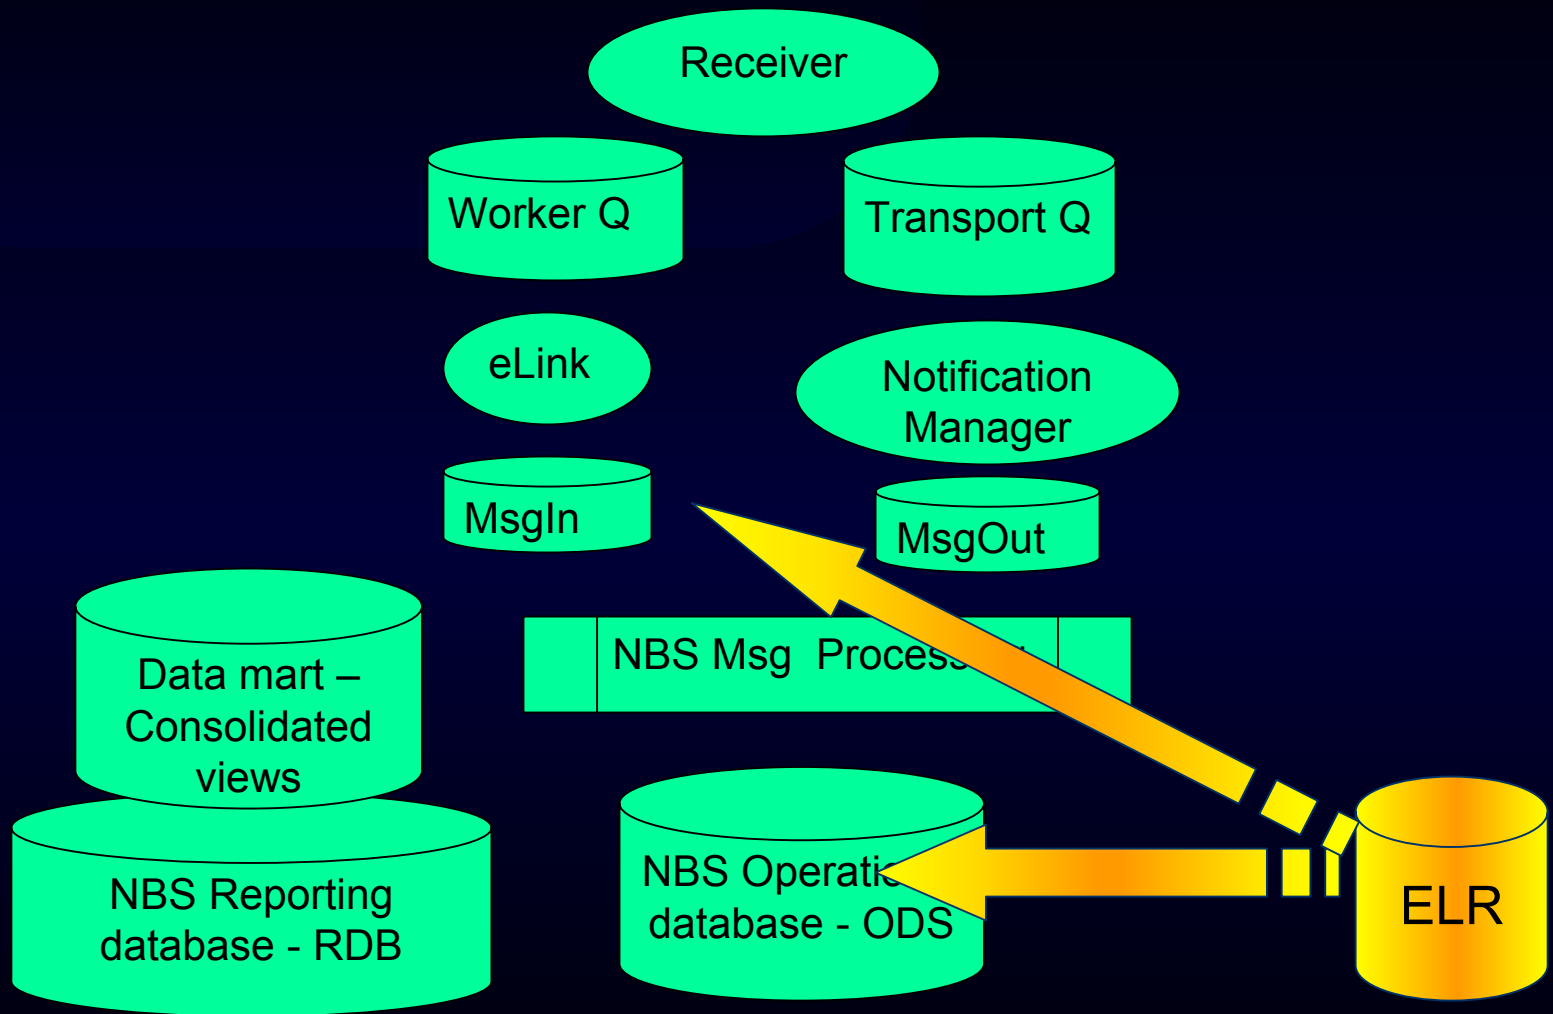 Receiver
Worker Q
Transport Q
eLink
Notification
Manager
MsgIn
MsgOut
Data mart –
Consolidated
views
NBS Msg
NBS Reporting
database - RDB
NBS
database - ODS
ELR